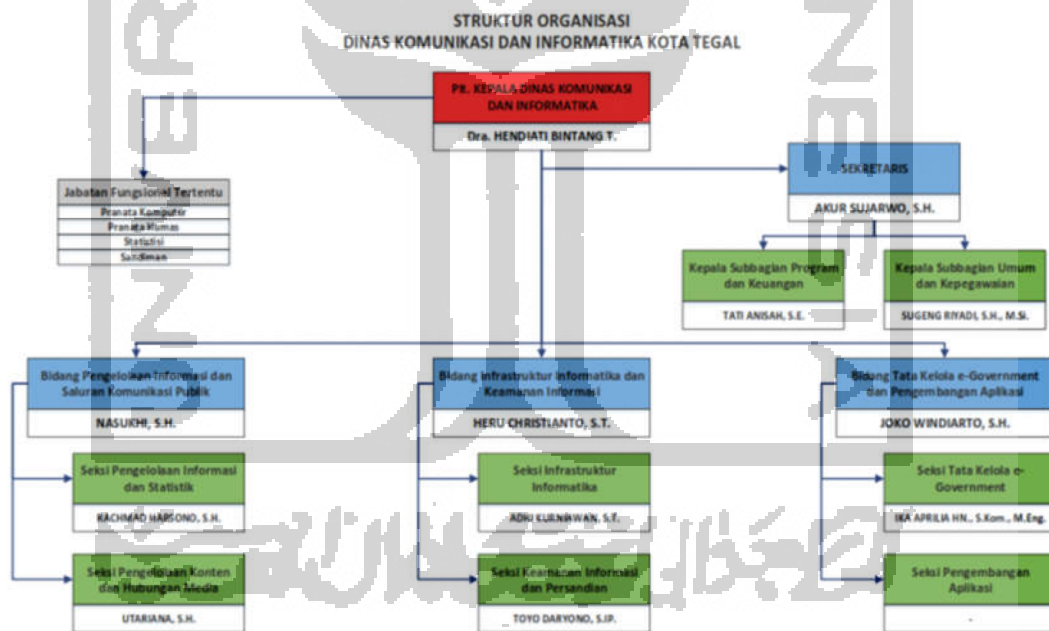 STRUKTUR ORGANISASI
DINAS KOMUNIKASI DAN INFORMATIKA KOTA TEGAL
Plt. KEPALA DINAS KOMUNIKASI
DAN INFORMATIKA
Dra. HENDIATI BINTANG T.
SEKRETARIS
AKUR SUJARWO, S.H.
Jabatan Fungsional Tertentu
Pranata Komputer
Pranata Humas
Statistisi
Sandiman
Kepala Subbagian Program
dan Keuangan
TATI ANISAH, S.E.
Kepala Subbagian Umum
dan Kepegawaian
SUGENG RIYADI, S.H., M.Si.
Bidang Pengelolaan Informasi dan
Saluran Komunikasi Publik
NASUKHI, S.H.
Bidang Infrastruktur Informatika dan
Keamanan Informasi
HERU CHRISTIANTO, S.T.
Bidang Tata Kelola e-Government
dan Pengembangan Aplikasi
JOKO WINDIARTO, S.H.
Seksi Pengelolaan Informasi
dan Statistik
RACHMAD HARSONO, S.H.
Seksi Infrastruktur
Informatika
KURNIAWAN, S.T.
Seksi Tata Kelola e-
Government
IKA APRILIA HN., S.Kom., M.Eng.
Seksi Pengelolaan Konten
dan Hubungan Media
UTARIANA, S.H.
Seksi Keamanan Informasi
dan Persandian
TOYO DARYONO, S.IP.
Seksi Pengembangan
Aplikasi
-